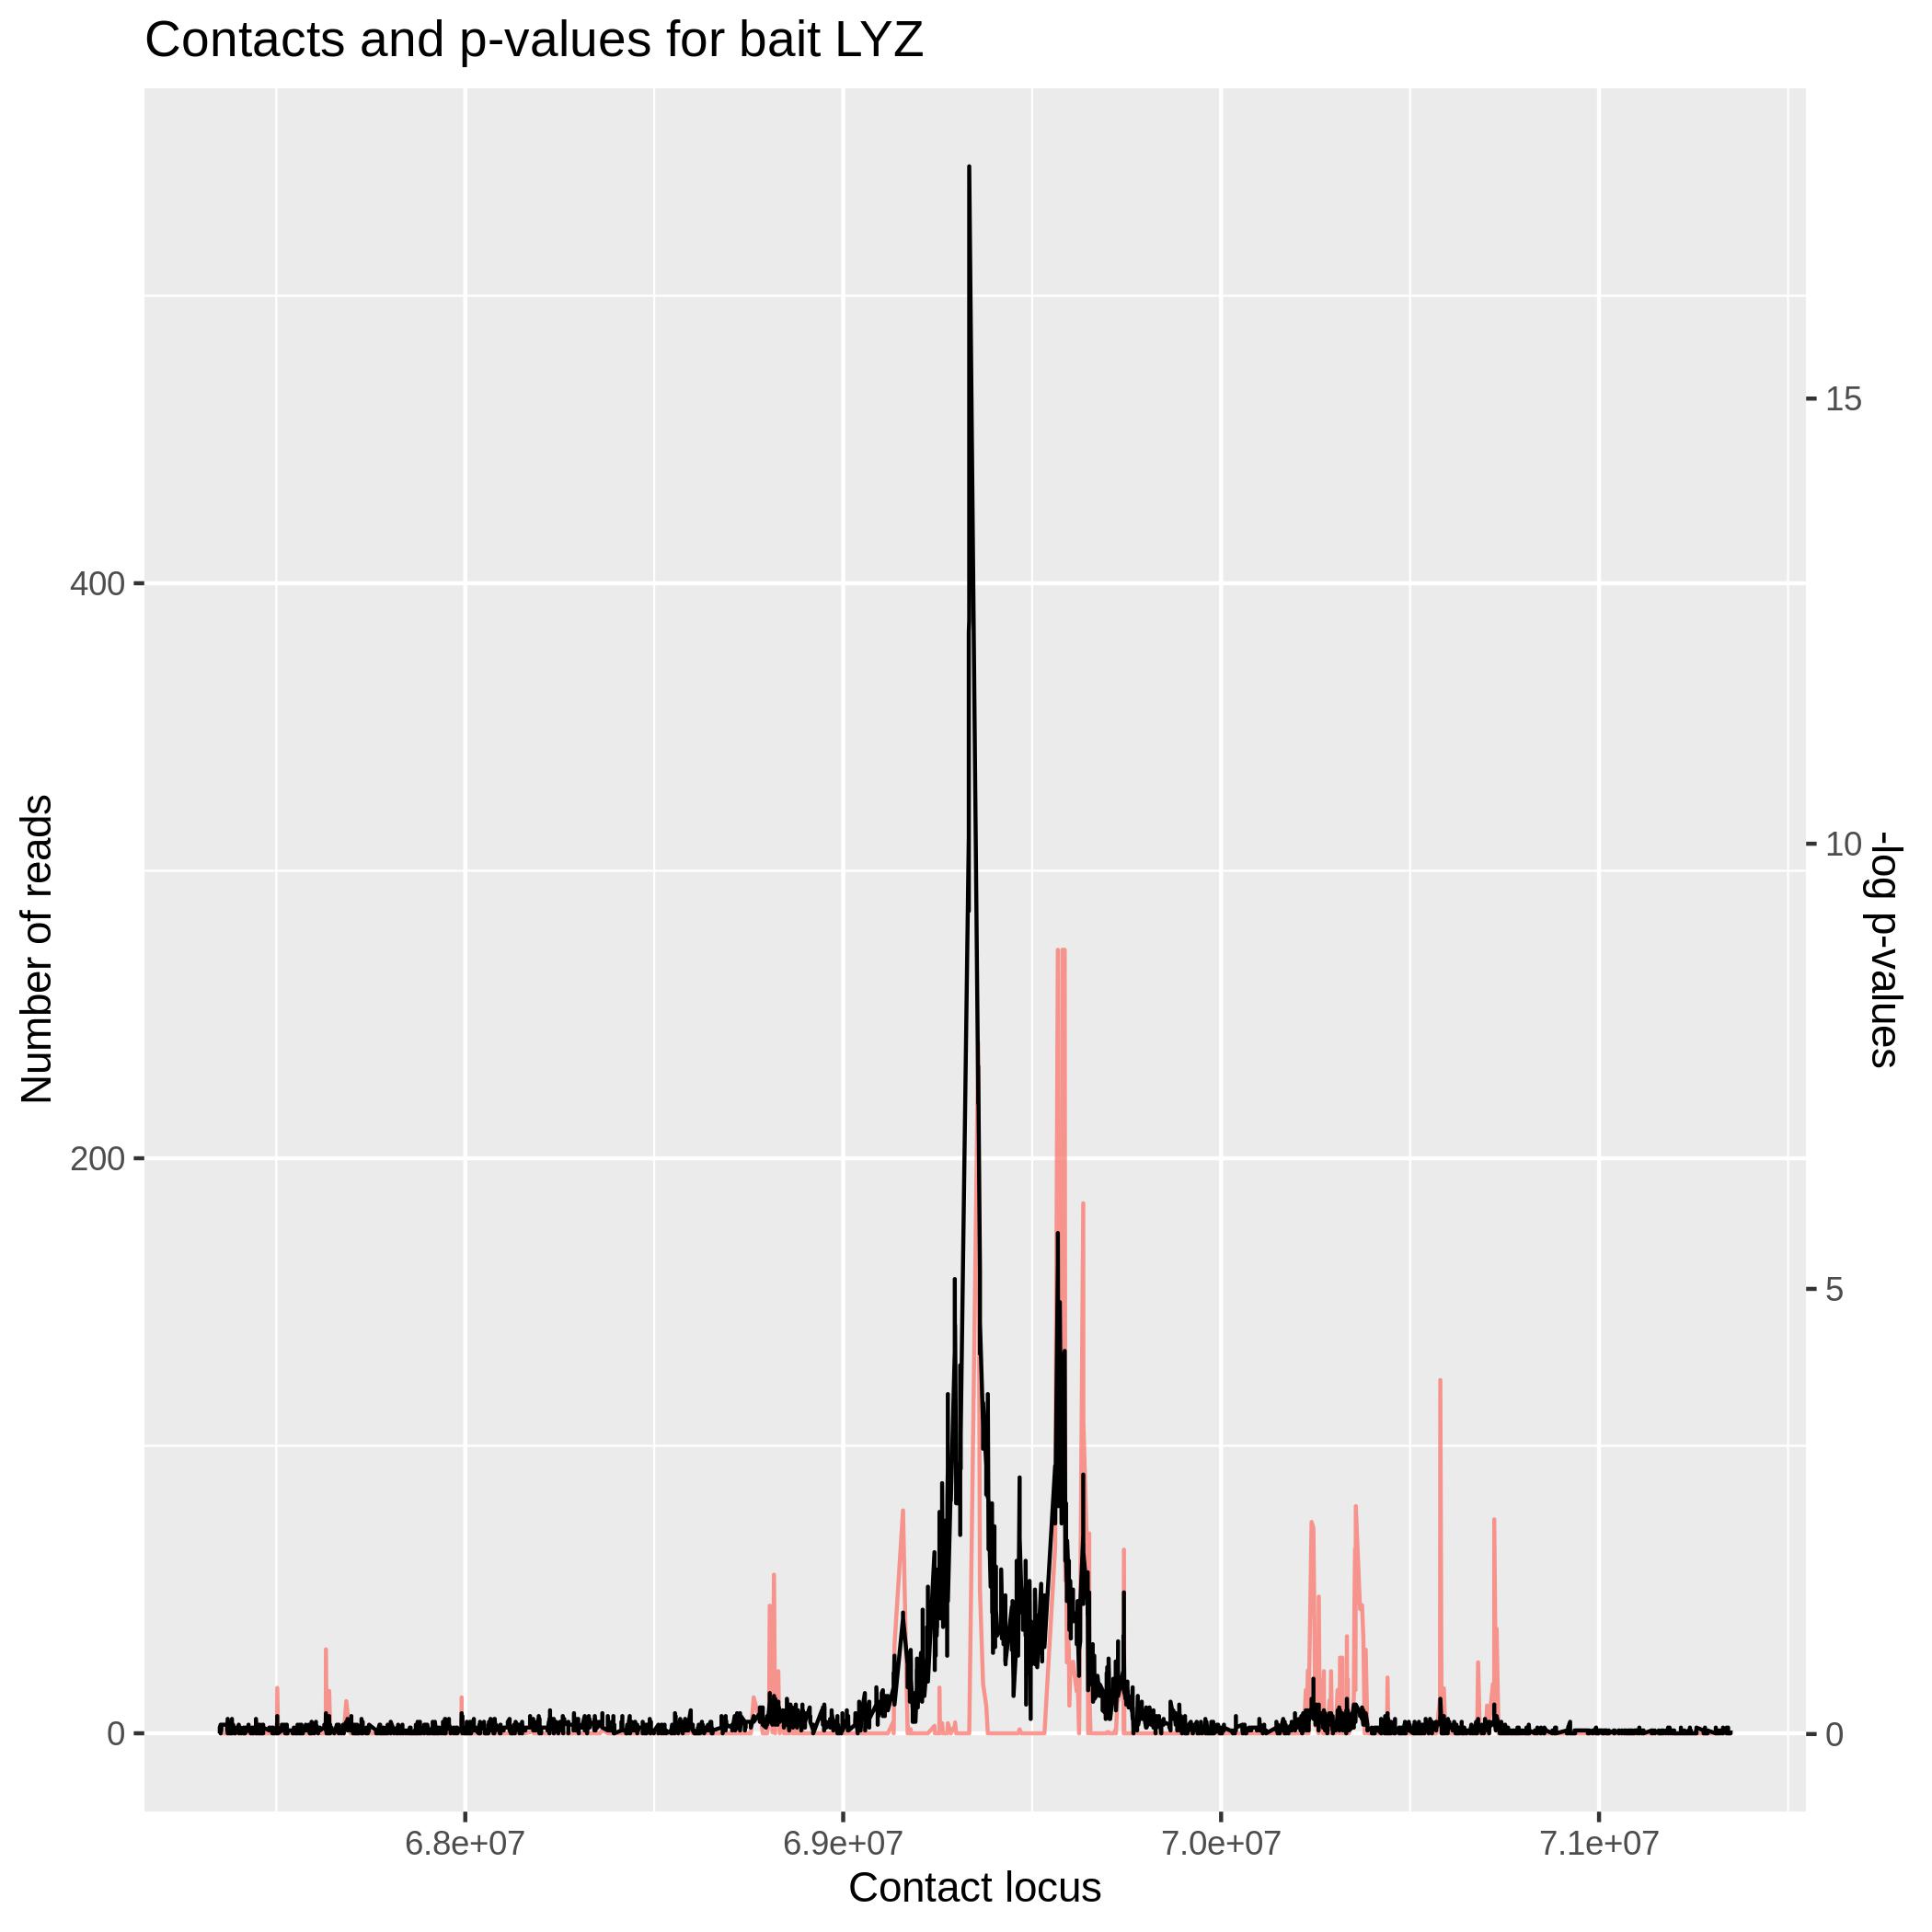 Contacts and p-values for bait LYZ
Number of reads
400
200
0
15
10
5
0
-log p-values
6.8e+07
6.9e+07
7.0e+07
7.1e+07
Contact locus